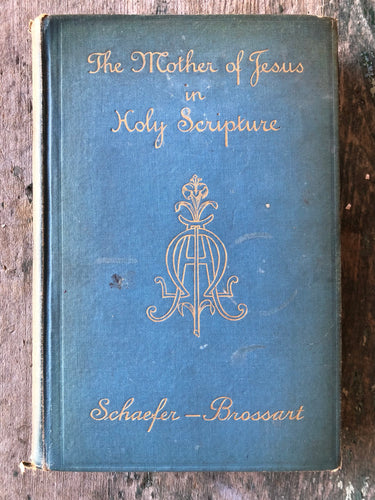 The Mother of Jesus
in
Holy Scripture
Schaefer – Brossart